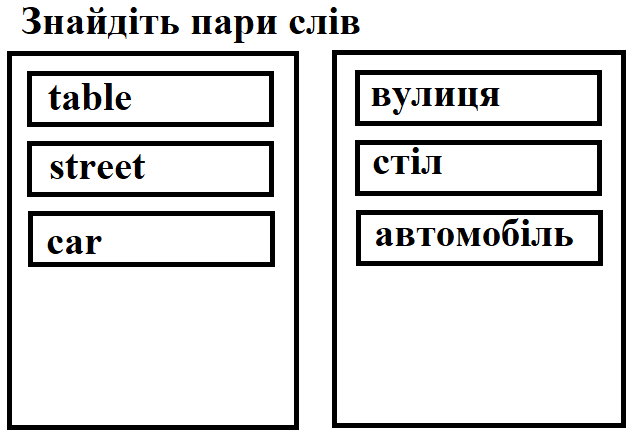 Знайдіть пари слів
table
street
car
вулиця
стіл
автомобіль